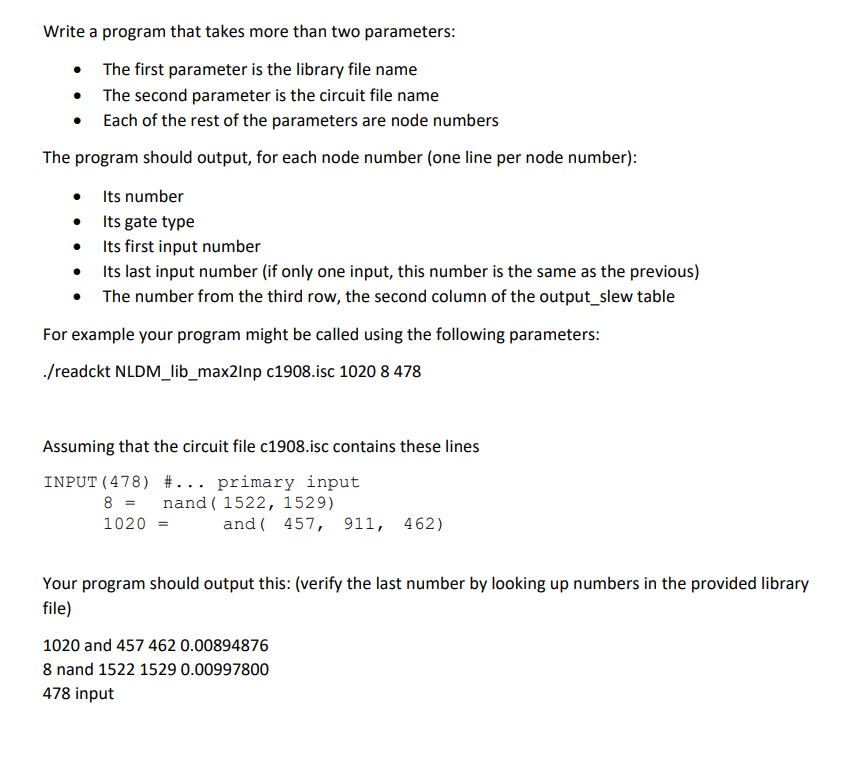 Write a program that takes more than two parameters:
• The first parameter is the library file name
• The second parameter is the circuit file name
• Each of the rest of the parameters are node numbers
The program should output, for each node number (one line per node number):
• Its number
• Its gate type
• Its first input number
• Its last input number (if only one input, this number is the same as the previous)
• The number from the third row, the second column of the output_slew table
For example your program might be called using the following parameters:
./readckt NLDM_lib_max2Inp c1908.isc 1020 8 478
Assuming that the circuit file c1908.isc contains these lines
INPUT(478) #... primary input
8 = nand( 1522, 1529)
1020 = and( 457, 911, 462)
Your program should output this: (verify the last number by looking up numbers in the provided library
file)
1020 and 457 462 0.00894876
8 nand 1522 1529 0.00997800
478 input